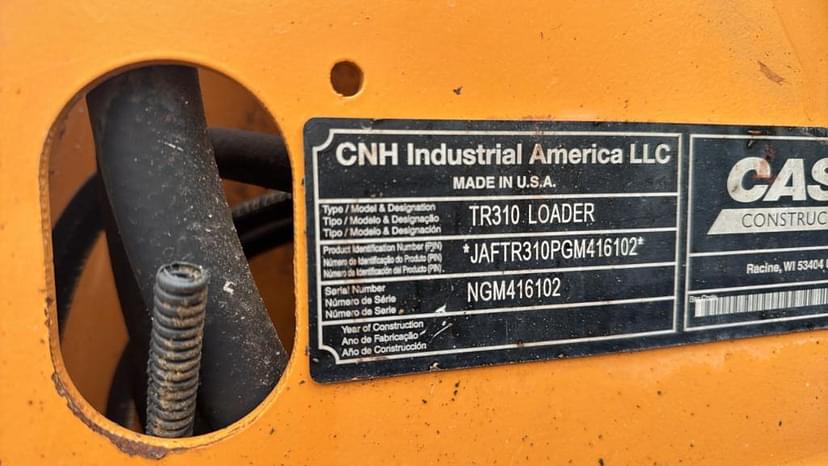 CNH Industrial America LLC
MADE IN U.S.A.
Type / Model & Designation
Tipo / Modelo & Designação
Tipo / Modelo & Designación
TR310 LOADER
Product Identification Number (PIN)
Número de Identificação do Produto (PIN)
Número de Identificación del Producto (PIN)
*JAFTR310PGM416102*
Serial Number
Número de Série
Número de Serie
NGM416102
Year of Construction
Ano de Fabricação
Año de Construcción
CAS
CONSTRUC
Racine, WI 53404